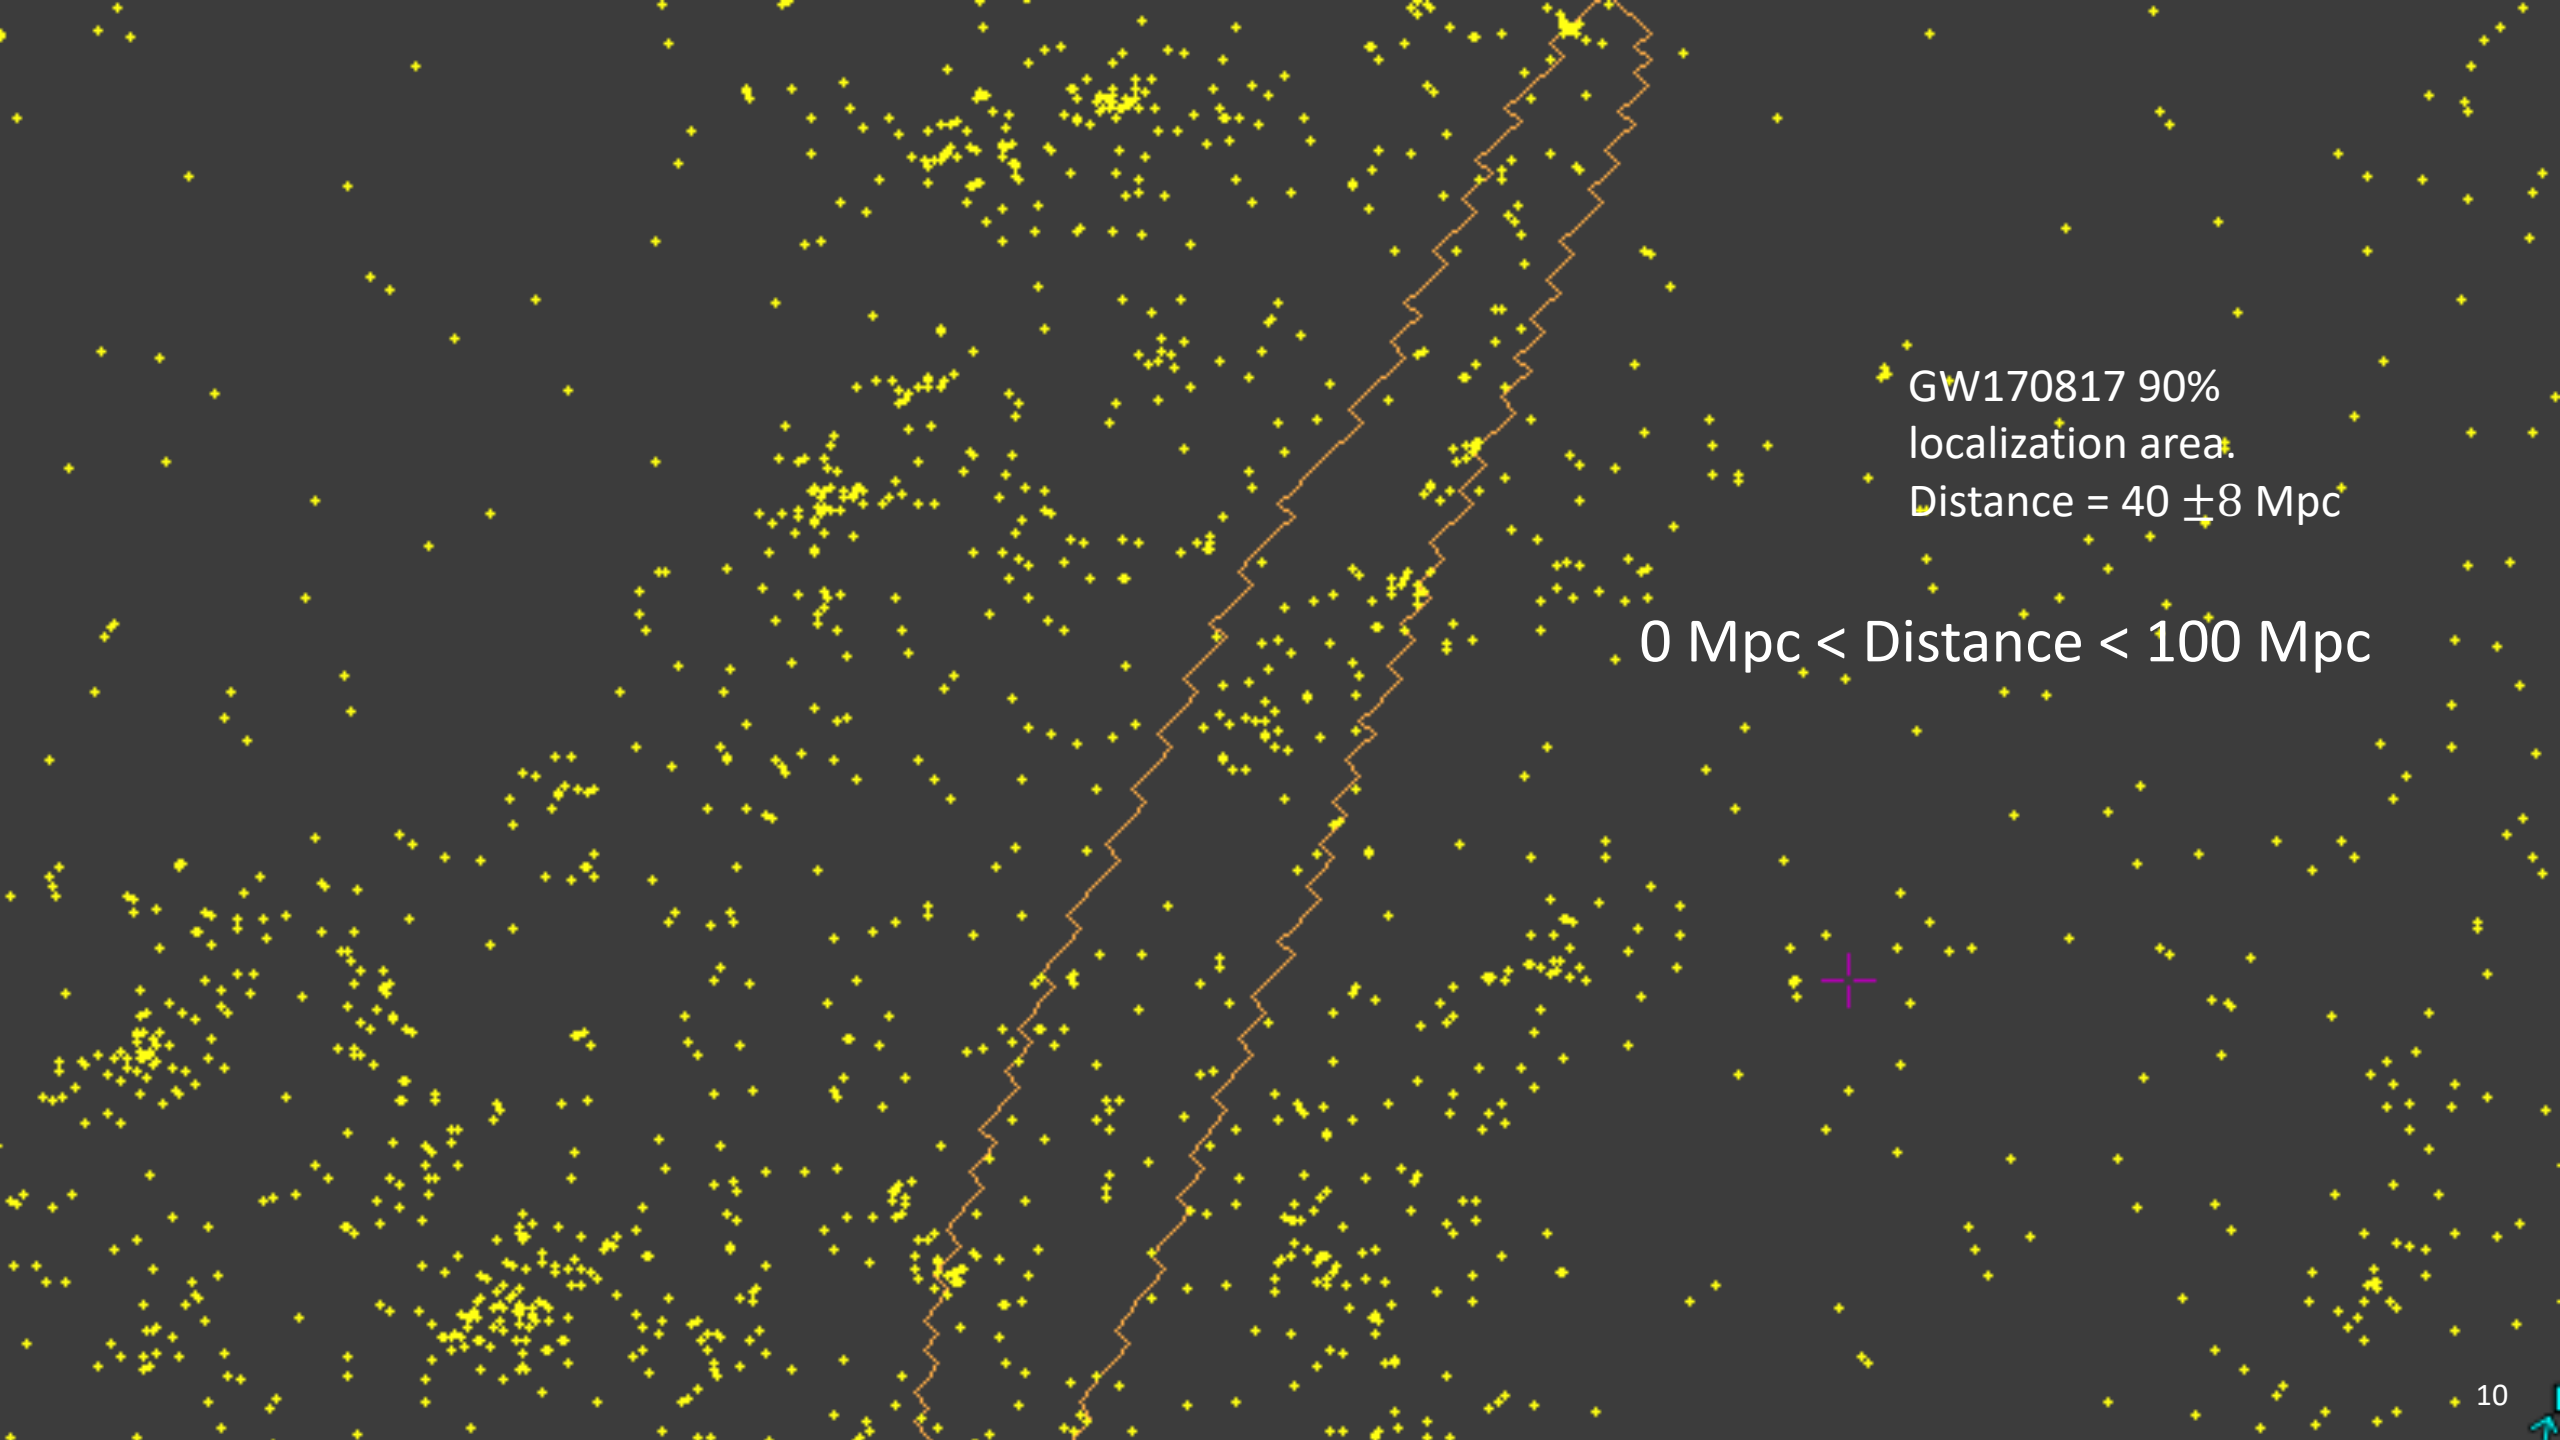 GW170817 90%
localization area.
Distance = 40 ±8 Mpc
0 Mpc < Distance < 100 Mpc
10